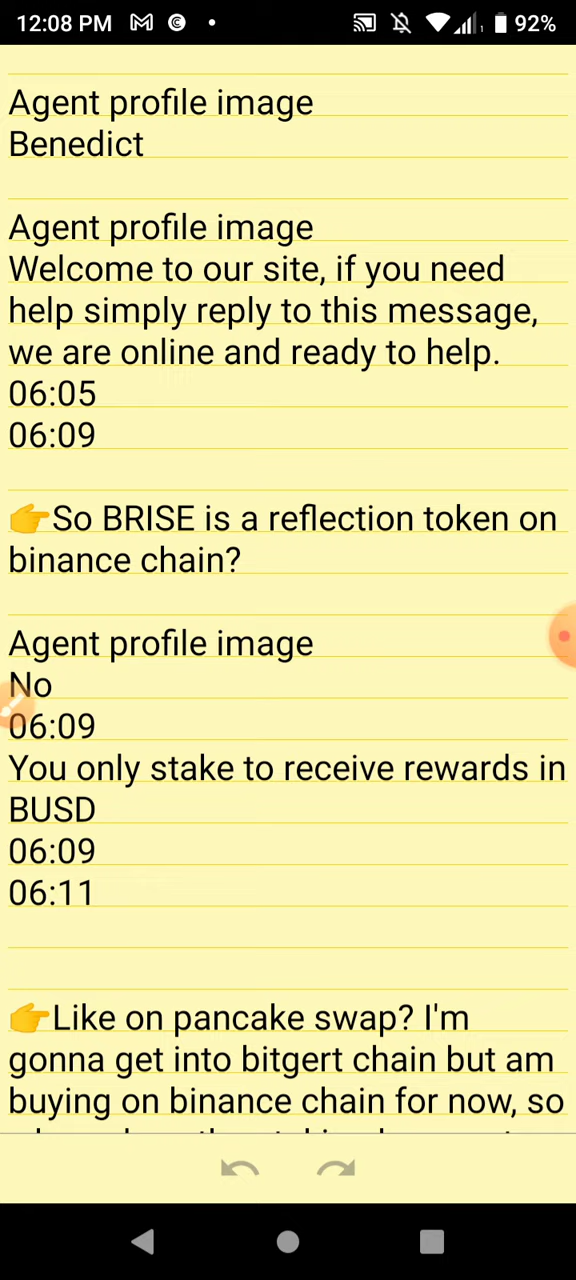 12:08 PM 92%
Agent profile image
Benedict
Agent profile image
Welcome to our site, if you need
help simply reply to this message,
we are online and ready to help.
06:05
06:09
👉So BRISE is a reflection token on
binance chain?
Agent profile image
No
06:09
You only stake to receive rewards in
BUSD
06:09
06:11
👉Like on pancake swap? I'm
gonna get into bitgert chain but am
buying on binance chain for now, so